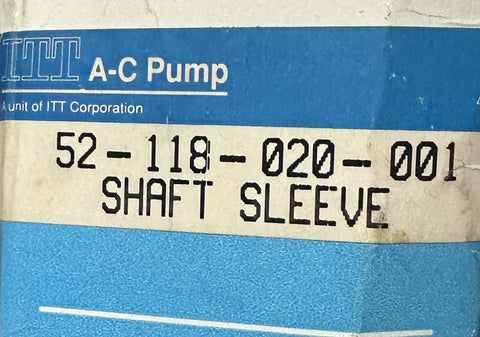 ITT A-C Pump
A unit of ITT Corporation
52-118-020-001
SHAFT SLEEVE